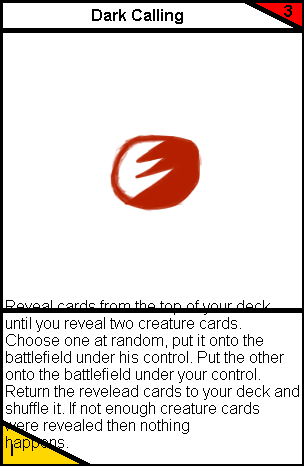 Dark Calling
3
Reveal cards from the top of your deck
until you reveal two creature cards.
Choose one at random, put it onto the
battlefield under his control. Put the other
onto the battlefield under your control.
Return the revelead cards to your deck and
shuffle it. If not enough creature cards
were revealed then nothing
happens.
I